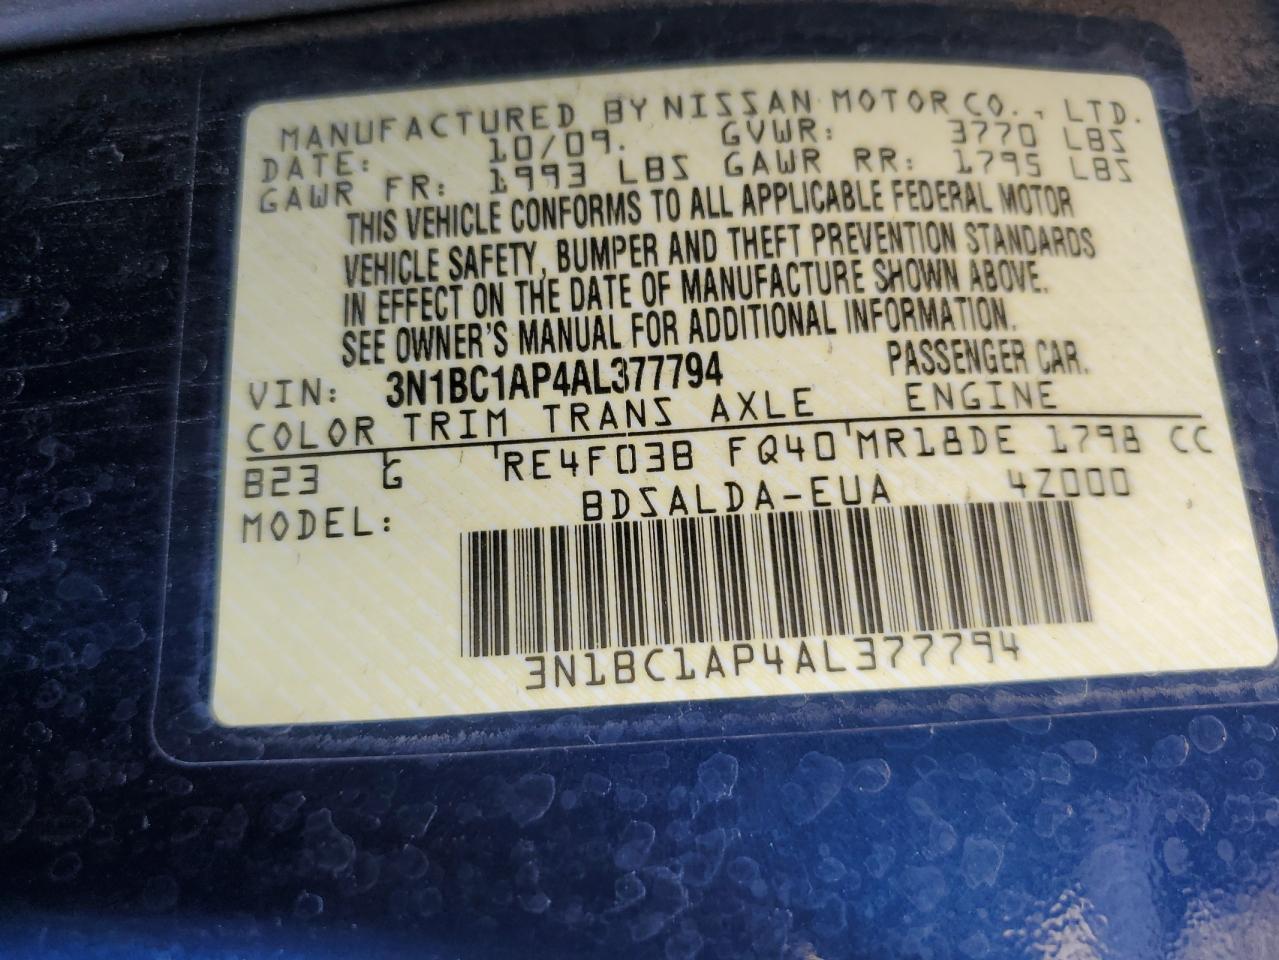 MANUFACTURED BY NISSAN MOTOR CO., LTD.
DATE: 10/09. GVWR: 3770 LBS
GAWR FR: 1993 LBS GAWR RR: 1795 LBS
THIS VEHICLE CONFORMS TO ALL APPLICABLE FEDERAL MOTOR
VEHICLE SAFETY, BUMPER AND THEFT PREVENTION STANDARDS
IN EFFECT ON THE DATE OF MANUFACTURE SHOWN ABOVE.
SEE OWNER'S MANUAL FOR ADDITIONAL INFORMATION.
VIN: 3N1BC1AP4AL377794 PASSENGER CAR.
COLOR TRIM TRANS AXLE ENGINE
B23 G RE4F03B FQ40 MR18DE 1798 CC
MODEL: BDSALDA-EUA 4Z000
3N1BC1AP4AL377794